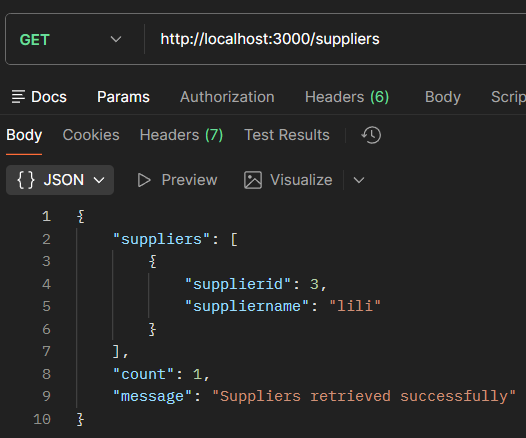 GET http://localhost:3000/suppliers
Docs Params Authorization Headers (6) Body Scrip
Body Cookies Headers (7) Test Results
{} JSON Preview Visualize
1 {
2 "suppliers": [
3 {
4 "supplierid": 3,
5 "suppliername": "lili"
6 }
7 ],
8 "count": 1,
9 "message": "Suppliers retrieved successfully"
10 }